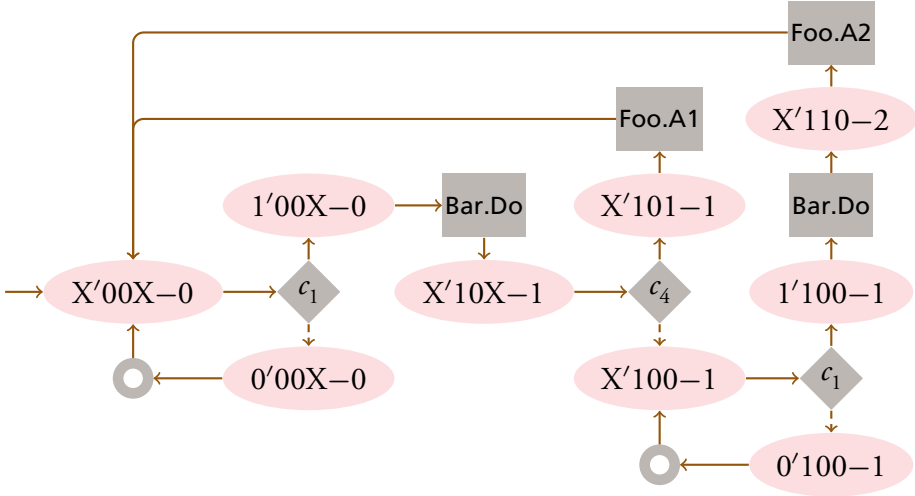 Foo.A2
Foo.A1
X′110−2
1′00X−0
Bar.Do
X′101−1
Bar.Do
X′00X−0
c₁
X′10X−1
c₄
1′100−1
0′00X−0
X′100−1
c₁
0′100−1